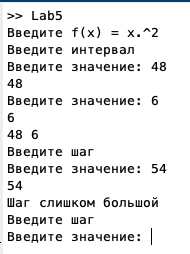 >> Lab5
Введите f(x) = x.^2
Введите интервал
Введите значение: 48
48
Введите значение: 6
6
48 6
Введите шаг
Введите значение: 54
54
Шаг слишком большой
Введите шаг
Введите значение: